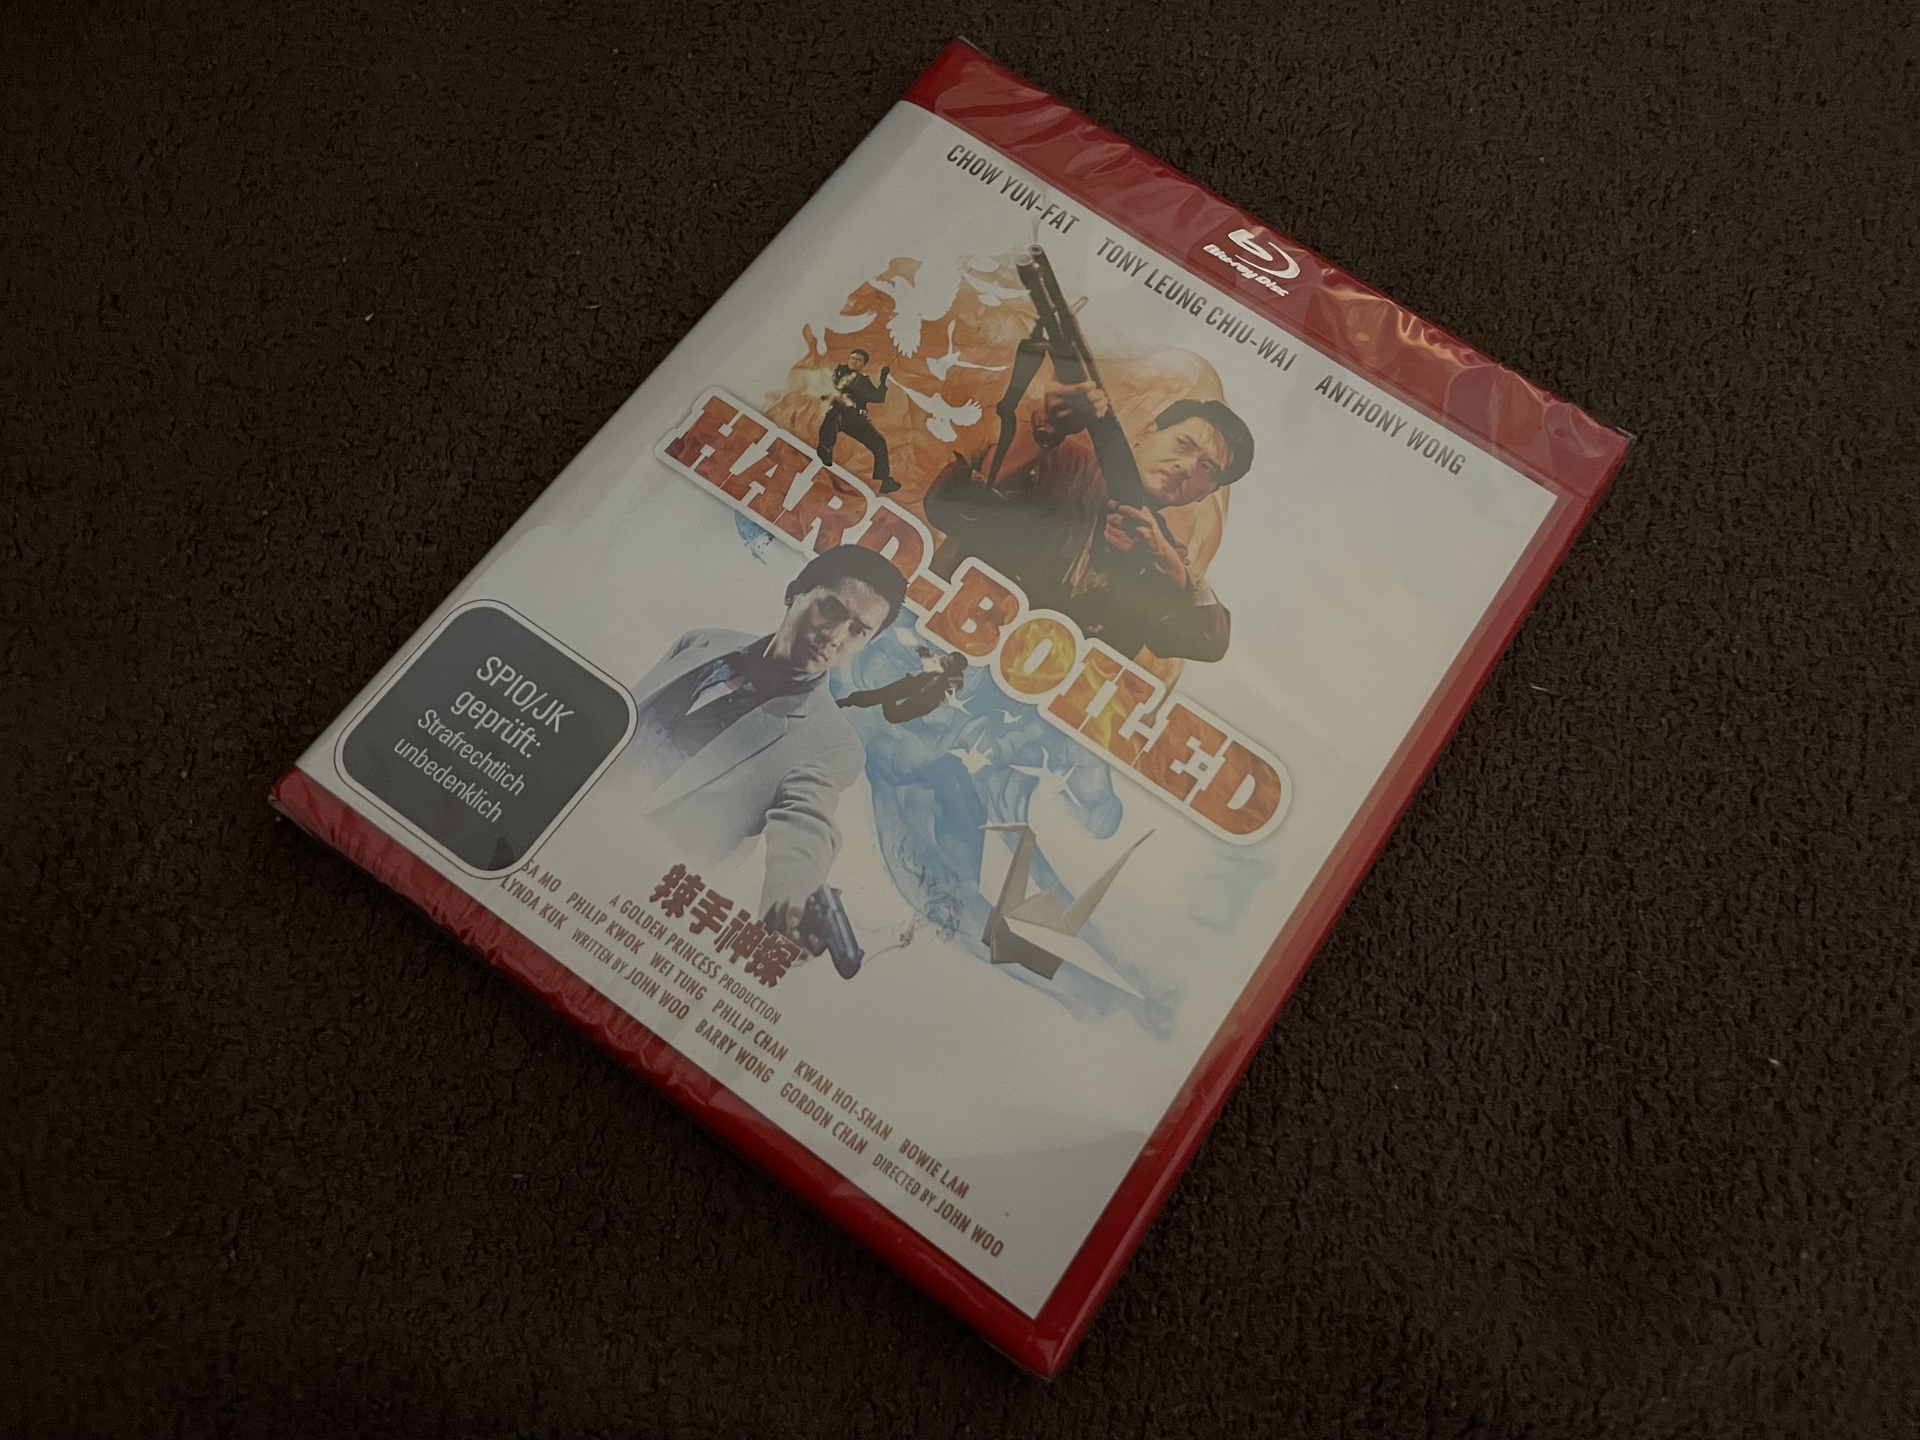 Blu-ray Disc
CHOW YUN-FAT TONY LEUNG CHIU-WAI ANTHONY WONG
HARD-BOILED
SPIO/JK
geprüft:
Strafrechtlich
unbedenklich
辣手神探
A GOLDEN PRINCESS PRODUCTION
SA MO PHILIP KWOK WEI TUNG PHILIP CHAN KWAN HOI-SHAN BOWIE LAM
LYNDA KUK WRITTEN BY JOHN WOO BARRY WONG GORDON CHAN DIRECTED BY JOHN WOO